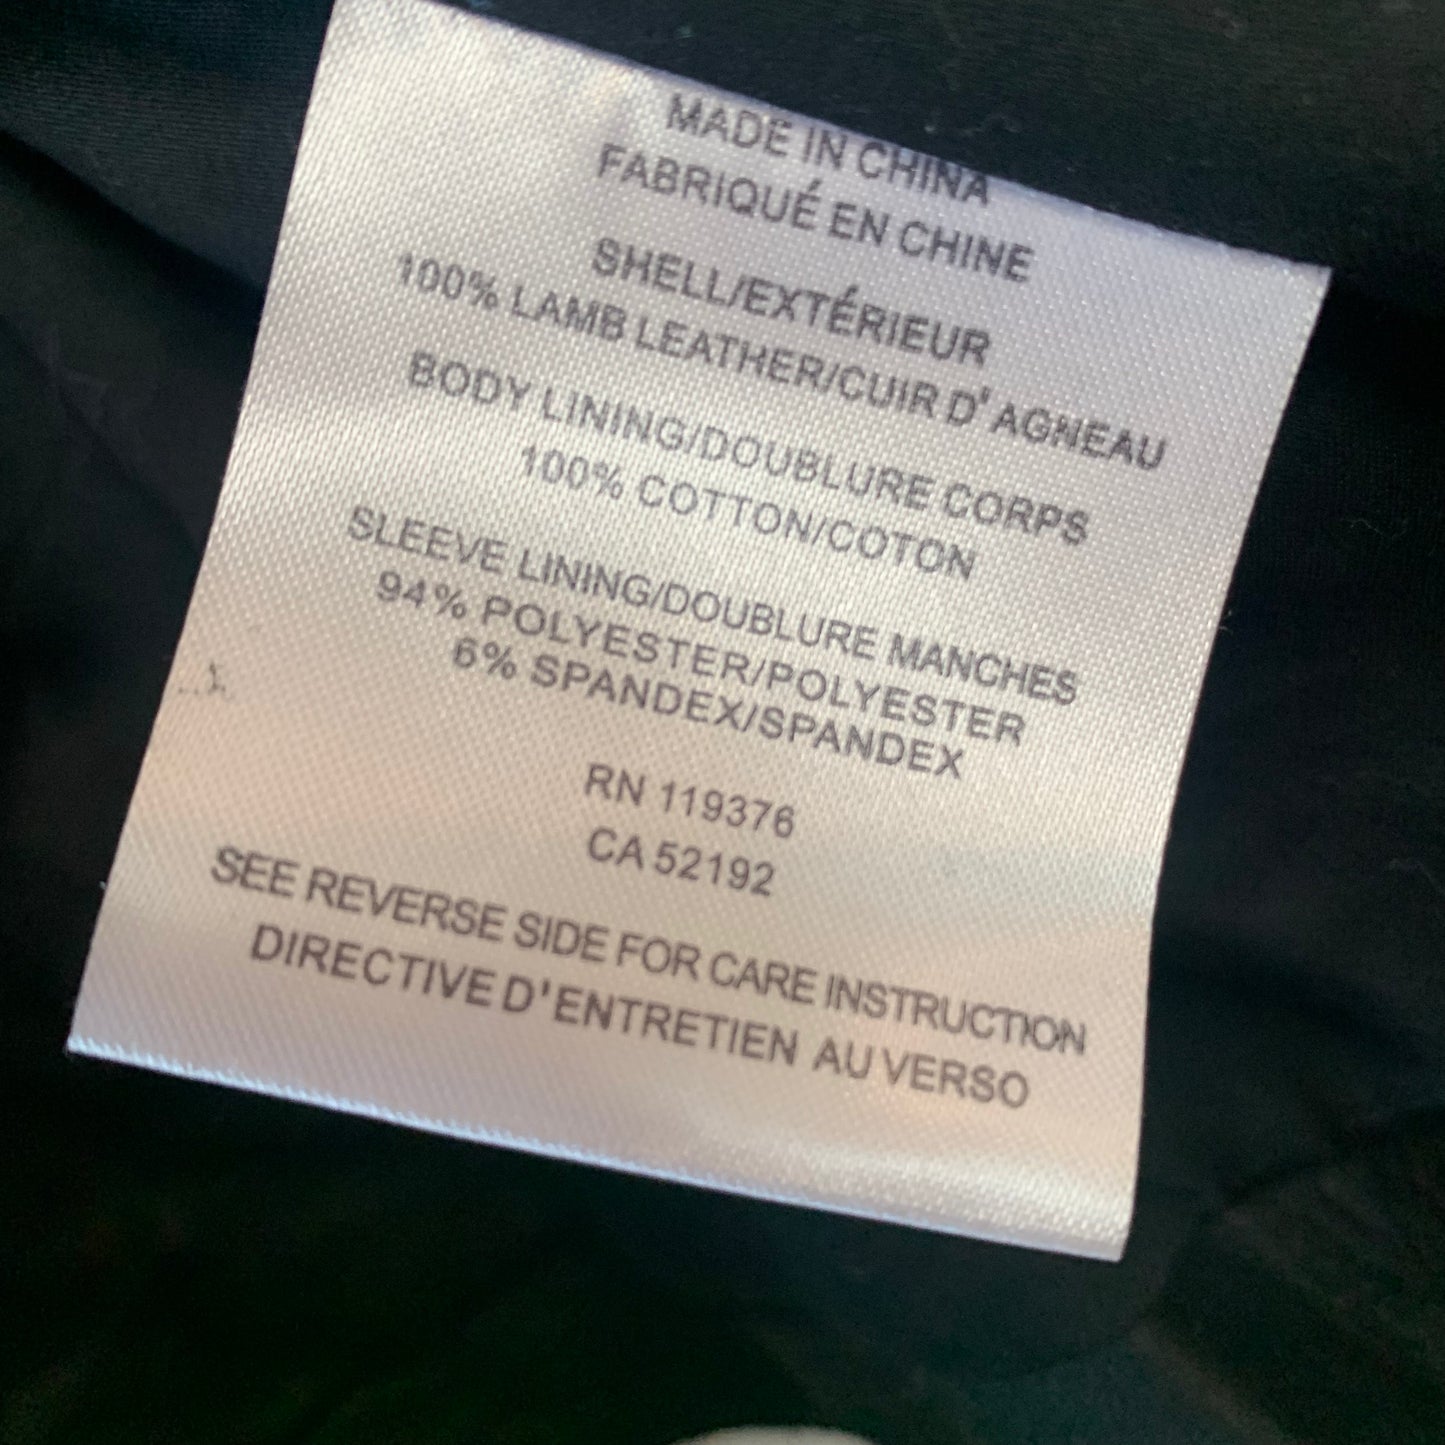 MADE IN CHINA
FABRIQUÉ EN CHINE
SHELL/EXTÉRIEUR
100% LAMB LEATHER/CUIR D'AGNEAU
BODY LINING/DOUBLURE CORPS
100% COTTON/COTON
SLEEVE LINING/DOUBLURE MANCHES
94% POLYESTER/POLYESTER
6% SPANDEX/SPANDEX
RN 119376
CA 52192
SEE REVERSE SIDE FOR CARE INSTRUCTION
DIRECTIVE D'ENTRETIEN AU VERSO